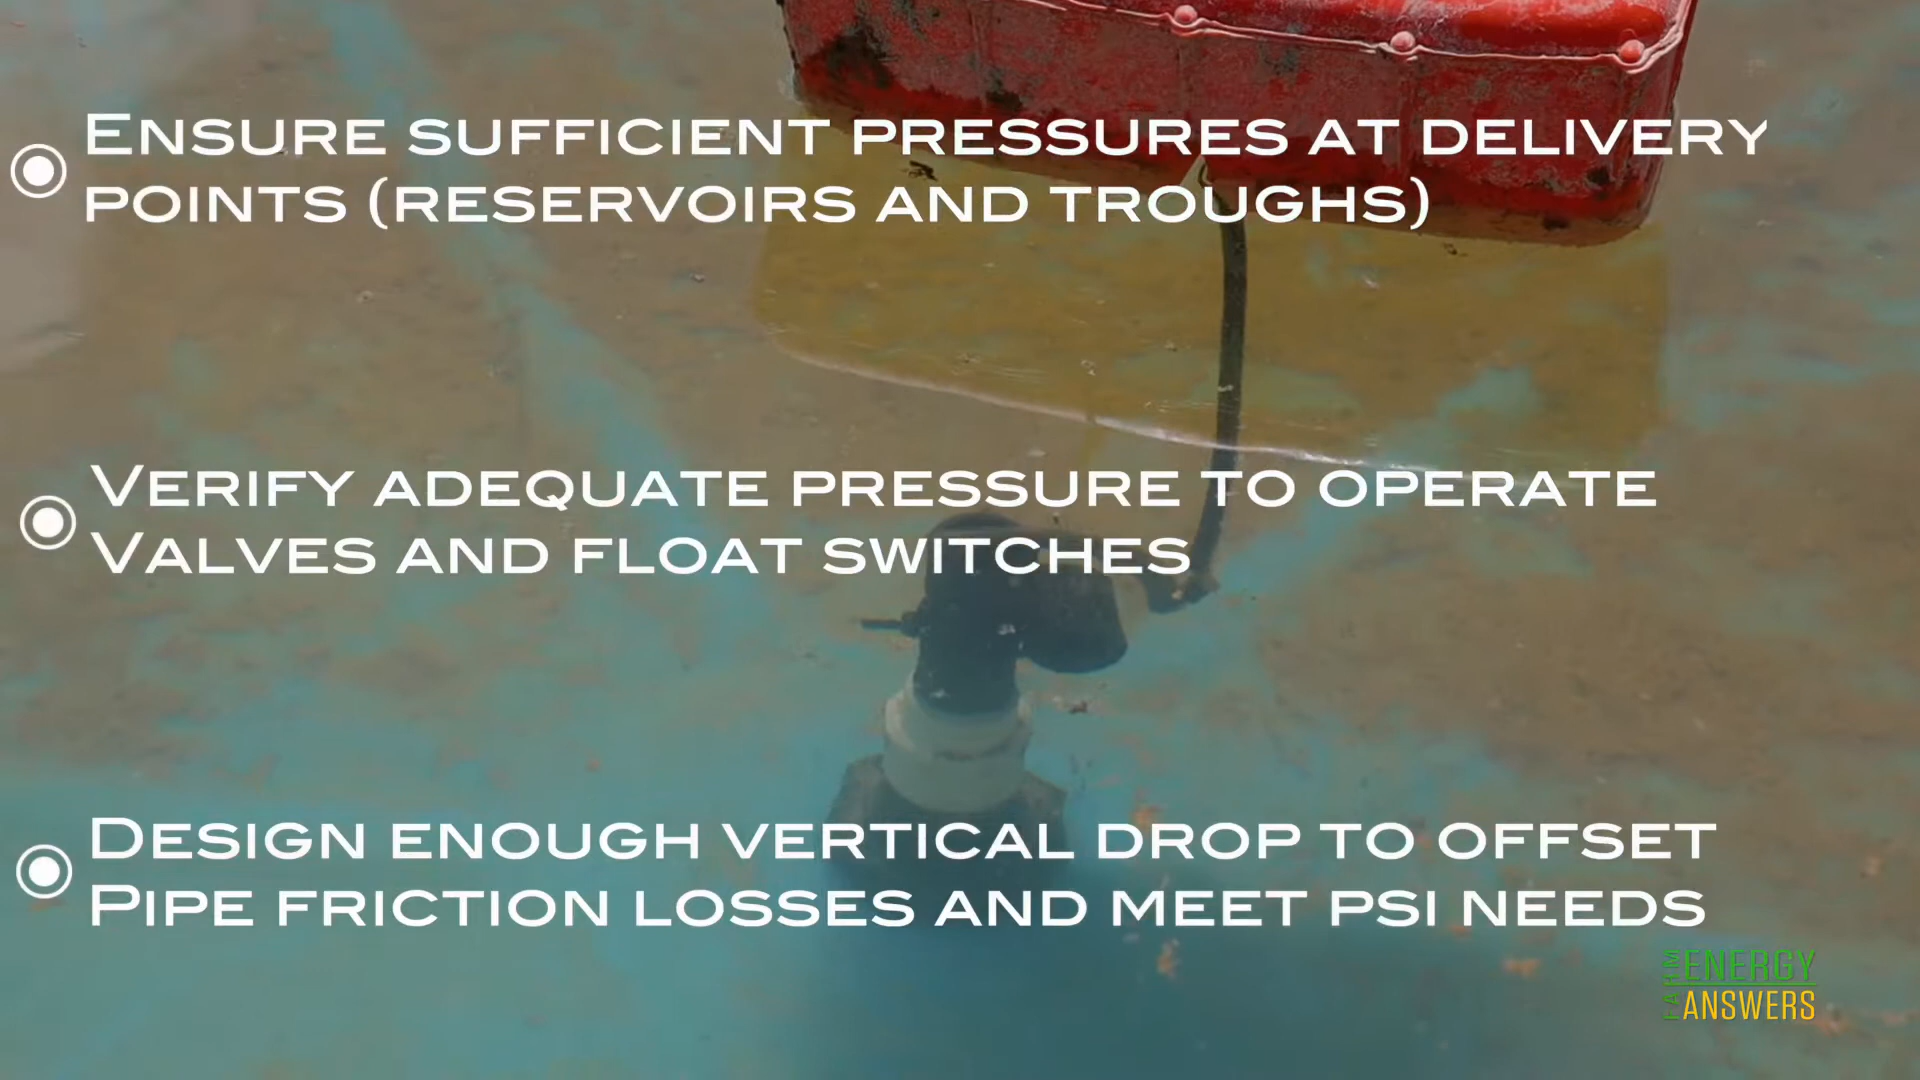 Ensure sufficient pressures at delivery
points (reservoirs and troughs)
Verify adequate pressure to operate
Valves and float switches
Design enough vertical drop to offset
Pipe friction losses and meet psi needs
FARM
ENERGY
ANSWERS